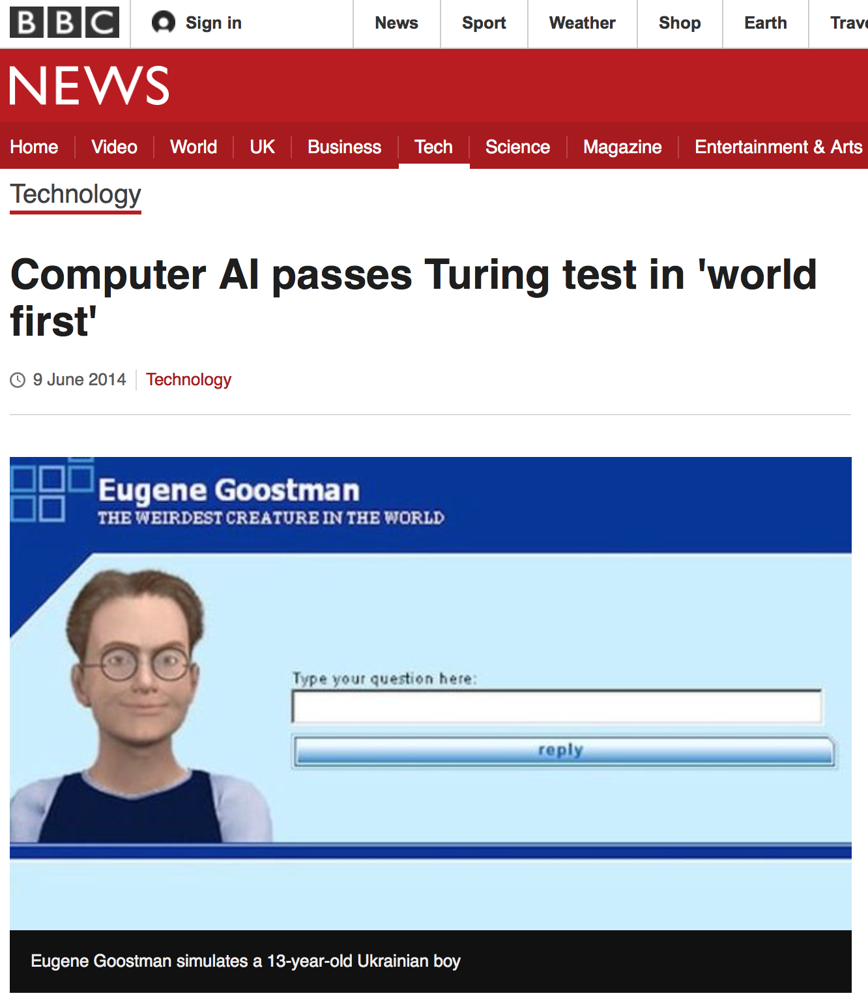 BBC Sign in News Sport Weather Shop Earth
NEWS
Home Video World UK Business Tech Science Magazine Entertainment & Arts
Technology
Computer AI passes Turing test in 'world
first'
9 June 2014 Technology
Eugene Goostman
THE WEIRDEST CREATURE IN THE WORLD
Type your question here:
reply
Eugene Goostman simulates a 13-year-old Ukrainian boy